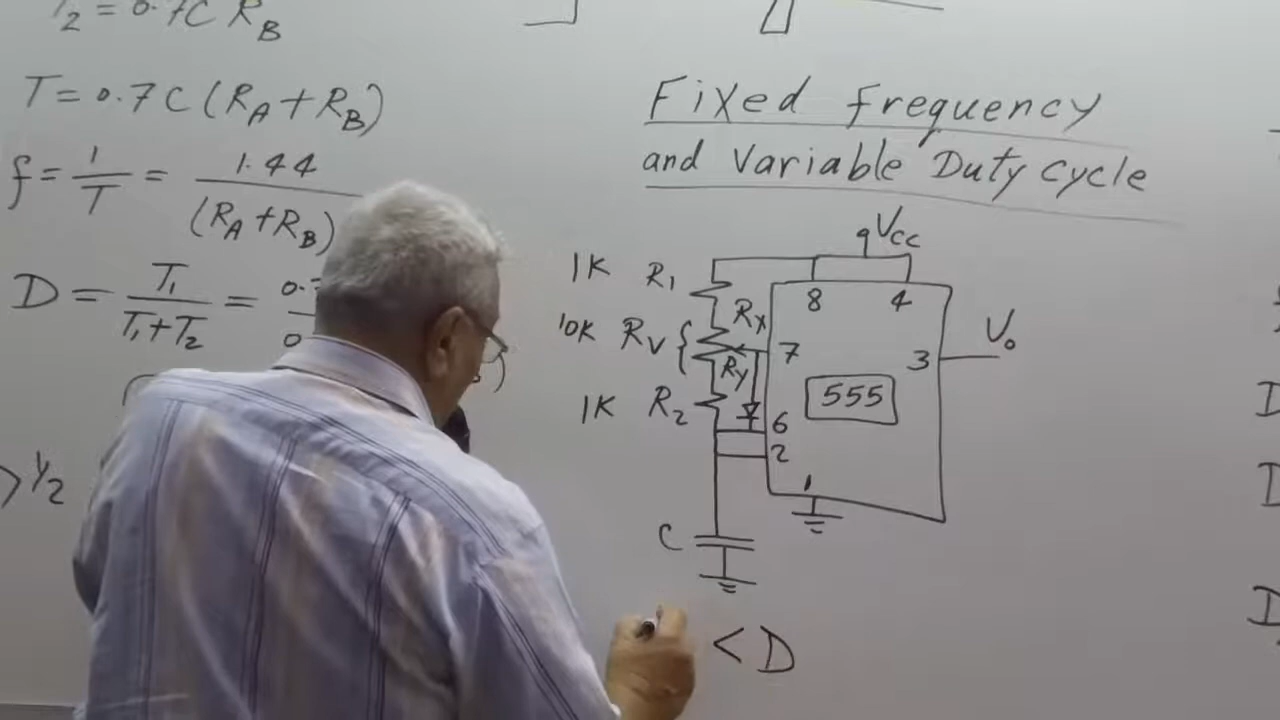 T₂ = 0.7C R_B
T = 0.7 C (R_A + R_B)
f = 1/T = 1.44 / (R_A + R_B)
D = T₁ / (T₁ + T₂) =
> 1/2
Fixed frequency
and Variable Duty Cycle
Vcc
1K R₁
8 4
10K R_V { R_X
7 3 V₀
R_Y
1K R₂
555
6
2
1
C
< D
D
D
D